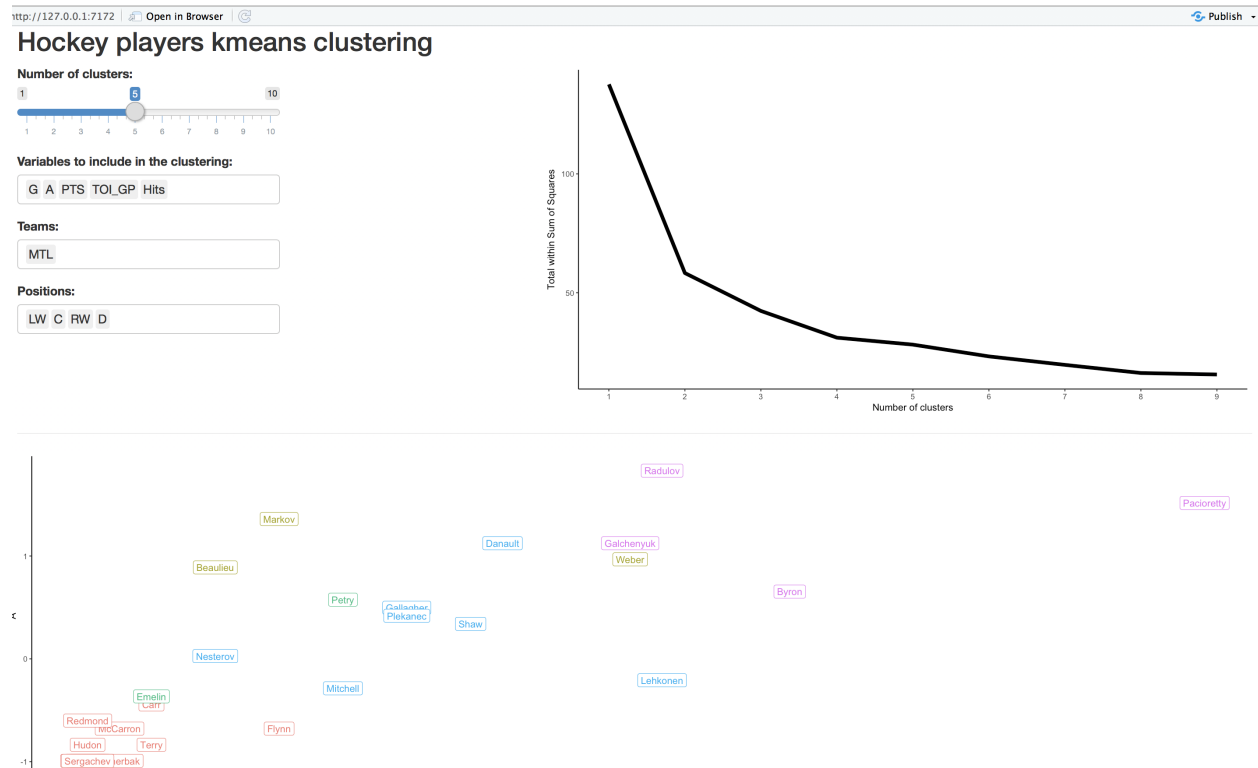 ttp://127.0.0.1:7172 Open in Browser Publish
Hockey players kmeans clustering
Number of clusters:
1 5 10
1 2 3 4 5 6 7 8 9 10
Variables to include in the clustering:
G A PTS TOI_GP Hits
Teams:
MTL
Positions:
LW C RW D
Total within Sum of Squares
100
50
1 2 3 4 5 6 7 8 9
Number of clusters
Radulov
Pacioretty
Markov
Danault Galchenyuk
1
Weber
Beaulieu
Byron
Petry
Gallagher
Plekanec
Shaw
Nesterov
0
Lehkonen
Mitchell
Emelin
Carr
Redmond
McCarron Flynn
Hudon Terry
-1 Sergachev erbak